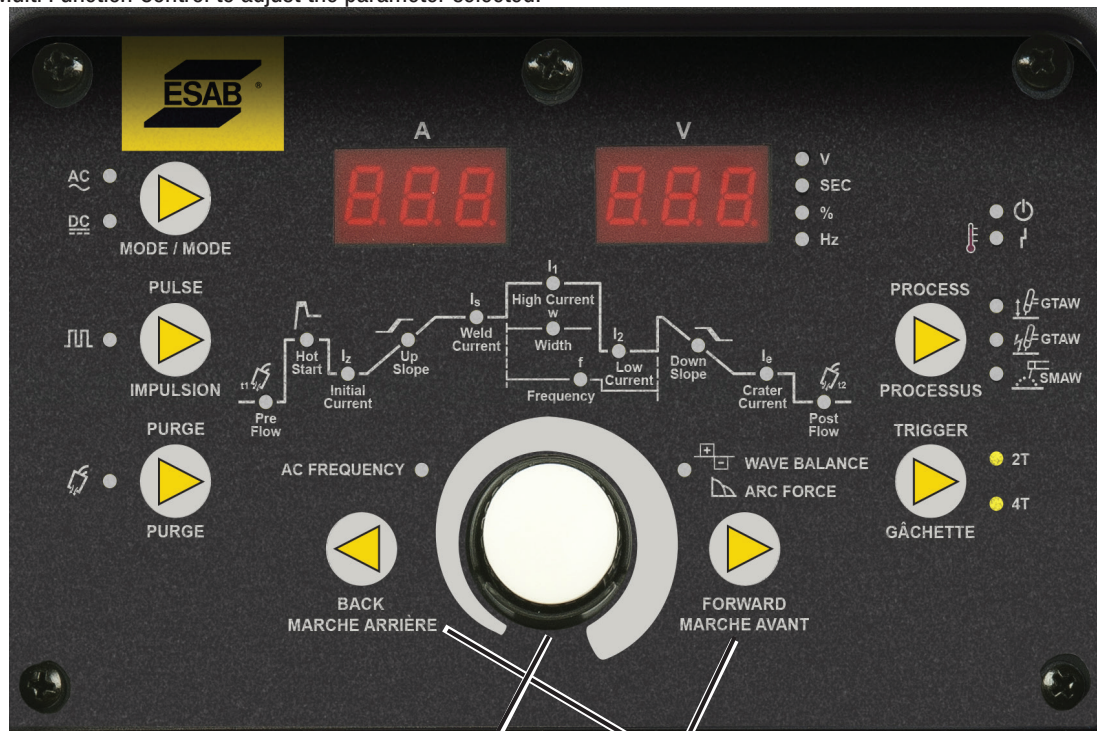 Multi Function Control to adjust the parameter selected.
ESAB ®
A
V
V
SEC
%
Hz
AC
DC
MODE / MODE
PULSE
IMPULSION
PURGE
PURGE
t1
Pre
Flow
Hot
Start
Iz
Initial
Current
Up
Slope
Is
Weld
Current
I1
High Current
w
Width
f
Frequency
I2
Low
Current
Down
Slope
Ie
Crater
Current
t2
Post
Flow
PROCESS
PROCESSUS
GTAW
GTAW
SMAW
TRIGGER
GÂCHETTE
2T
4T
AC FREQUENCY
WAVE BALANCE
ARC FORCE
BACK
MARCHE ARRIÈRE
FORWARD
MARCHE AVANT